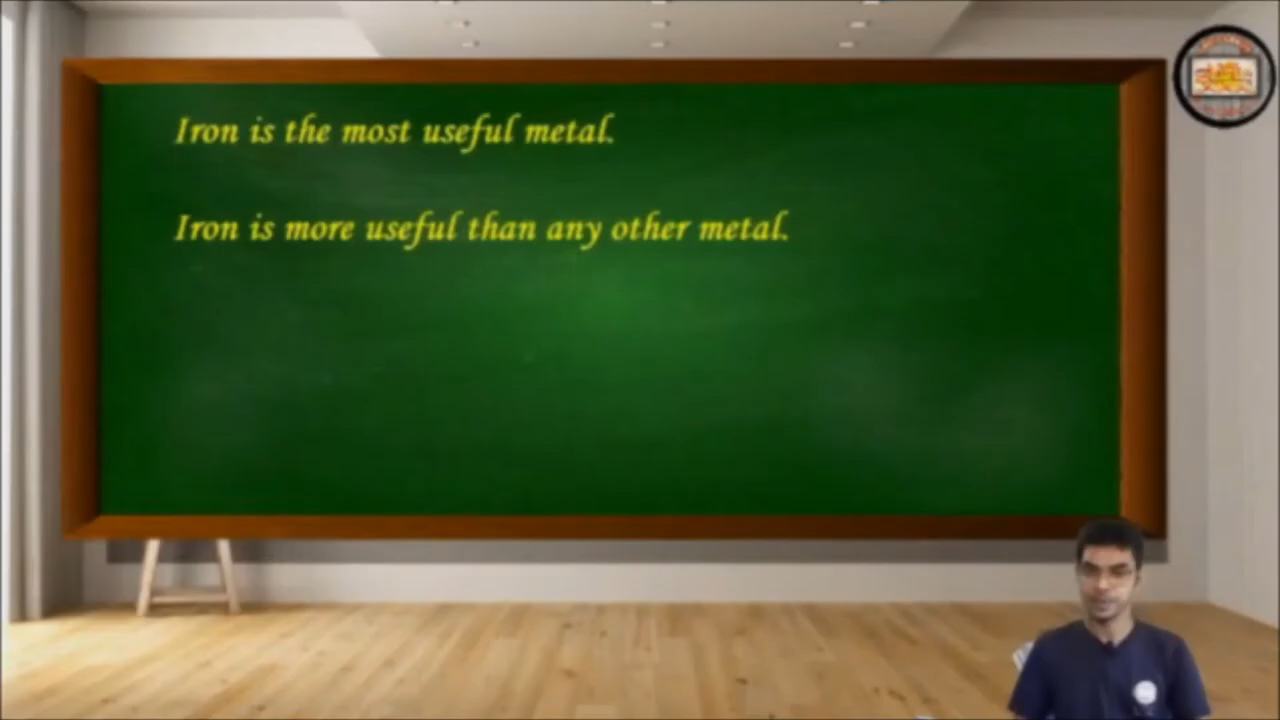 Iron is the most useful metal.
Iron is more useful than any other metal.